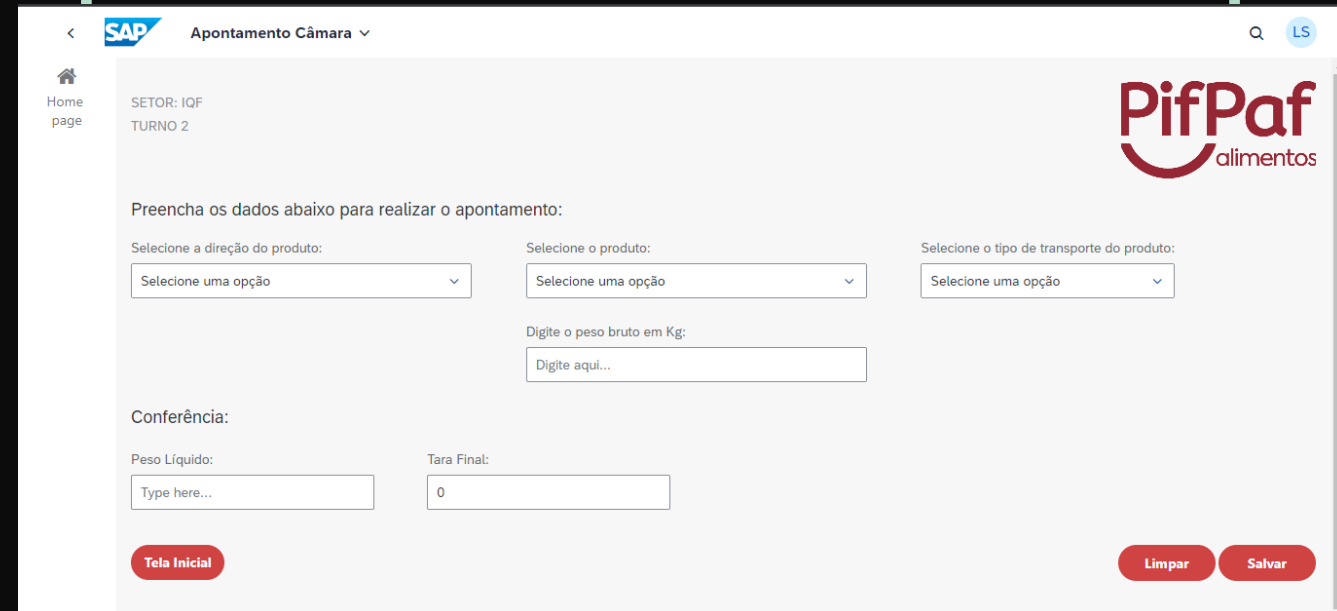 SAP
Apontamento Câmara
LS
Home
page
SETOR: IQF
TURNO 2
PifPaf
alimentos
Preencha os dados abaixo para realizar o apontamento:
Selecione a direção do produto:
Selecione o produto:
Selecione o tipo de transporte do produto:
Selecione uma opção
Selecione uma opção
Selecione uma opção
Digite o peso bruto em Kg:
Digite aqui...
Conferência:
Peso Líquido:
Tara Final:
Type here...
0
Tela Inicial
Limpar
Salvar